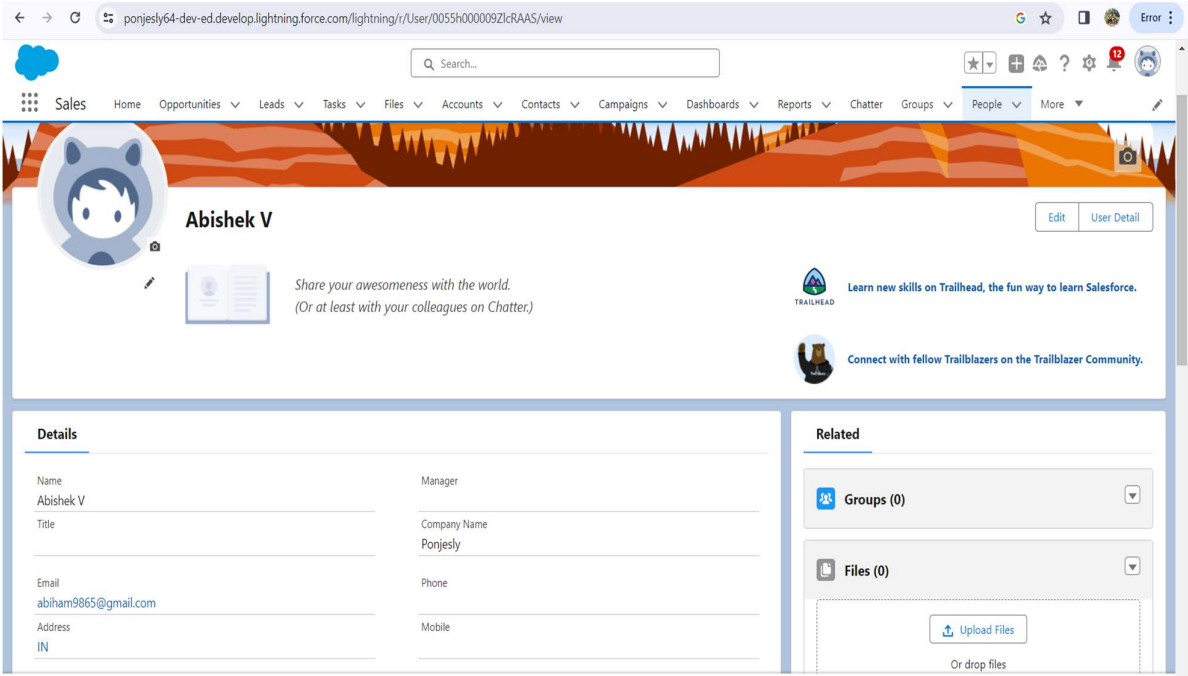 ponjesly64-dev-ed.develop.lightning.force.com/lightning/r/User/0055h000009ZlcRAAS/view
Error
Search...
12
Sales Home Opportunities Leads Tasks Files Accounts Contacts Campaigns Dashboards Reports Chatter Groups People More
Abishek V
Edit User Detail
Share your awesomeness with the world.
(Or at least with your colleagues on Chatter.)
TRAILHEAD
Learn new skills on Trailhead, the fun way to learn Salesforce.
Connect with fellow Trailblazers on the Trailblazer Community.
Details
Name
Abishek V
Manager
Title
Company Name
Ponjesly
Email
abiham9865@gmail.com
Phone
Address
IN
Mobile
Related
Groups (0)
Files (0)
Upload Files
Or drop files